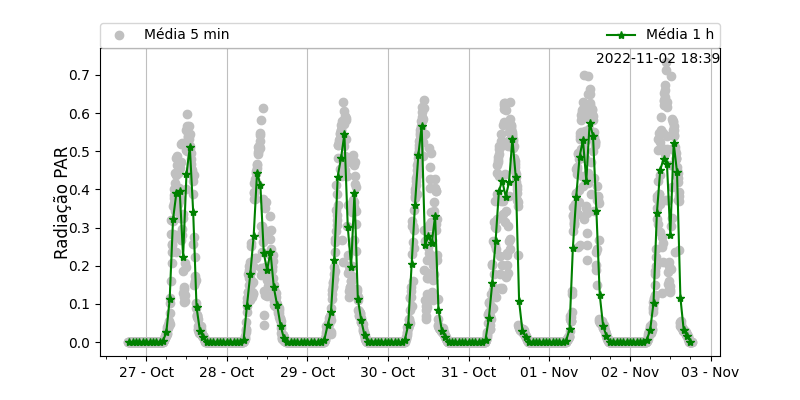 Média 5 min
Média 1 h
2022-11-02 18:39
Radiação PAR
0.7
0.6
0.5
0.4
0.3
0.2
0.1
0.0
27 - Oct
28 - Oct
29 - Oct
30 - Oct
31 - Oct
01 - Nov
02 - Nov
03 - Nov